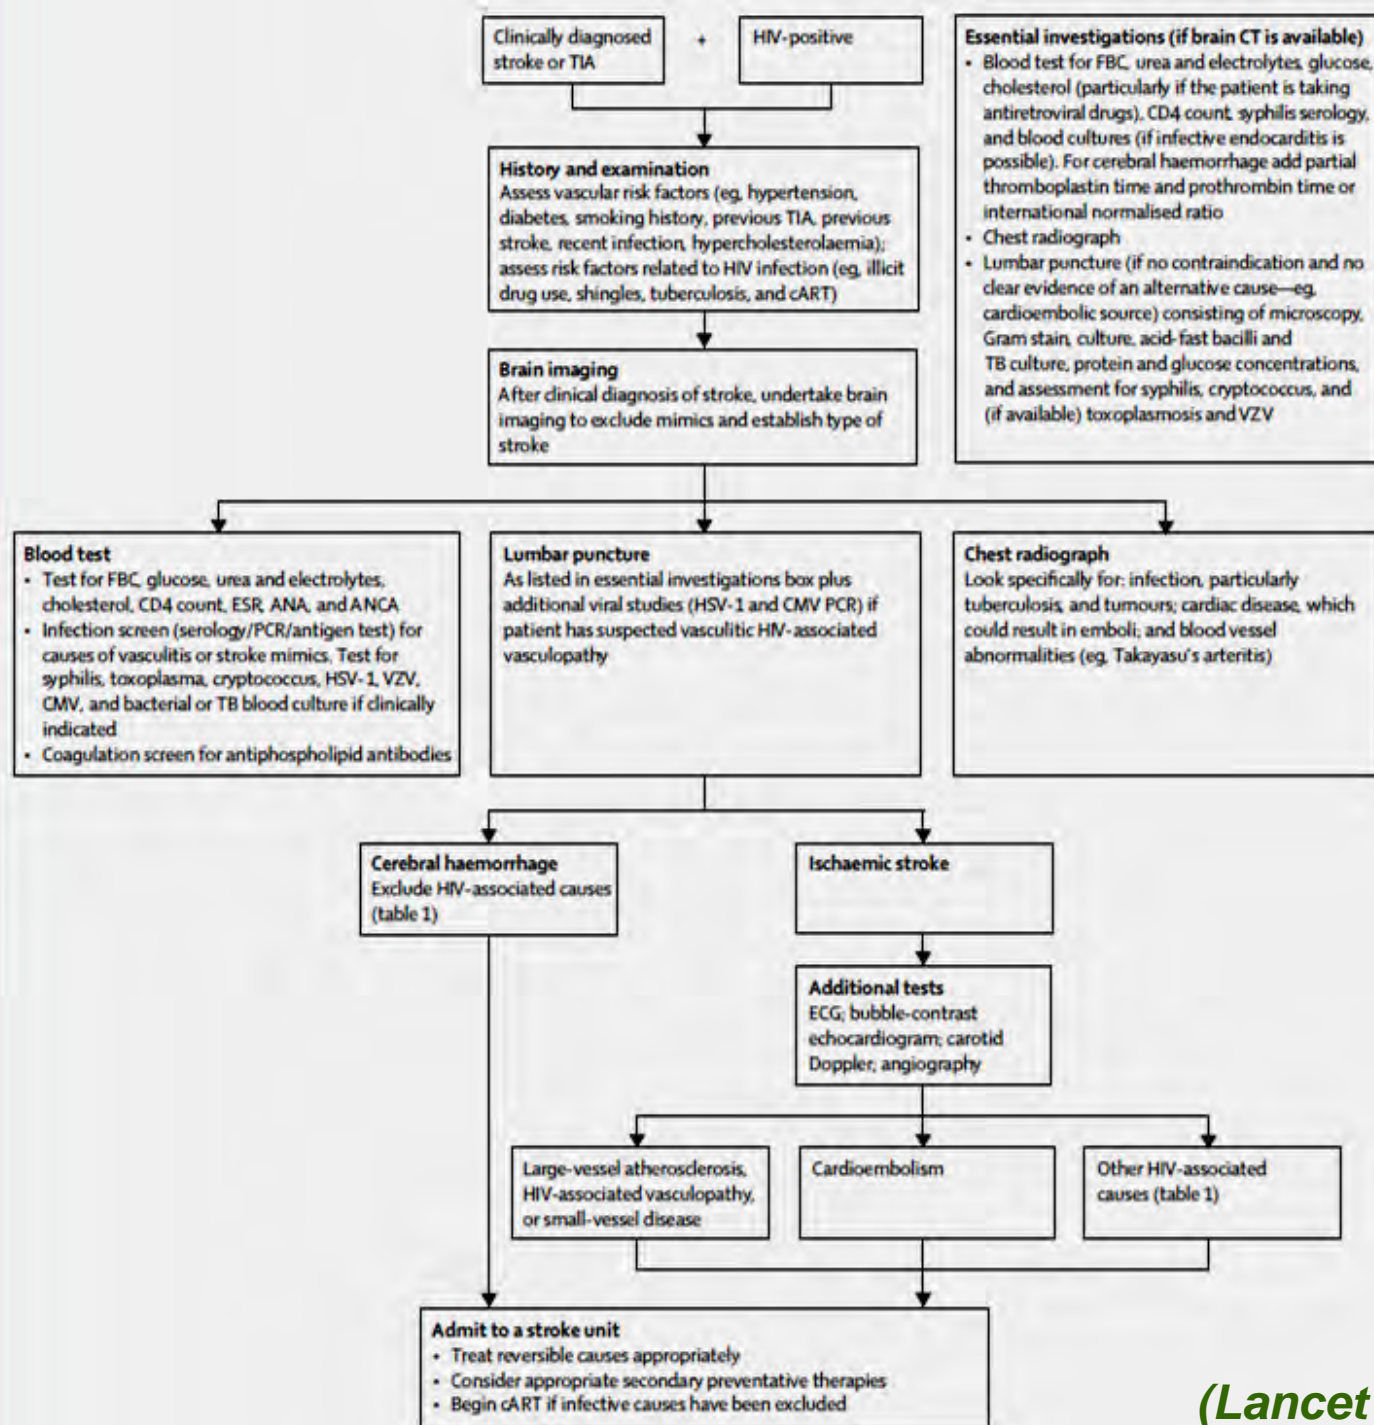 Clinically diagnosed
stroke or TIA
+
HIV-positive
Essential investigations (if brain CT is available)
• Blood test for FBC, urea and electrolytes, glucose,
cholesterol (particularly if the patient is taking
antiretroviral drugs), CD4 count, syphilis serology,
and blood cultures (if infective endocarditis is
possible). For cerebral haemorrhage add partial
thromboplastin time and prothrombin time or
international normalised ratio
• Chest radiograph
• Lumbar puncture (if no contraindication and no
clear evidence of an alternative cause—eg,
cardioembolic source) consisting of microscopy,
Gram stain, culture, acid-fast bacilli and
TB culture, protein and glucose concentrations,
and assessment for syphilis, cryptococcus, and
(if available) toxoplasmosis and VZV
History and examination
Assess vascular risk factors (eg, hypertension,
diabetes, smoking history, previous TIA, previous
stroke, recent infection, hypercholesterolaemia);
assess risk factors related to HIV infection (eg, illicit
drug use, shingles, tuberculosis, and cART)
Brain imaging
After clinical diagnosis of stroke, undertake brain
imaging to exclude mimics and establish type of
stroke
Blood test
• Test for FBC, glucose, urea and electrolytes,
cholesterol, CD4 count, ESR, ANA, and ANCA
• Infection screen (serology/PCR/antigen test) for
causes of vasculitis or stroke mimics. Test for
syphilis, toxoplasma, cryptococcus, HSV-1, VZV,
CMV, and bacterial or TB blood culture if clinically
indicated
• Coagulation screen for antiphospholipid antibodies
Lumbar puncture
As listed in essential investigations box plus
additional viral studies (HSV-1 and CMV PCR) if
patient has suspected vasculitic HIV-associated
vasculopathy
Chest radiograph
Look specifically for: infection, particularly
tuberculosis, and tumours; cardiac disease, which
could result in emboli; and blood vessel
abnormalities (eg, Takayasu's arteritis)
Cerebral haemorrhage
Exclude HIV-associated causes
(table 1)
Ischaemic stroke
Additional tests
ECG; bubble-contrast
echocardiogram; carotid
Doppler; angiography
Large-vessel atherosclerosis,
HIV-associated vasculopathy,
or small-vessel disease
Cardioembolism
Other HIV-associated
causes (table 1)
Admit to a stroke unit
• Treat reversible causes appropriately
• Consider appropriate secondary preventative therapies
• Begin cART if infective causes have been excluded
(Lancet